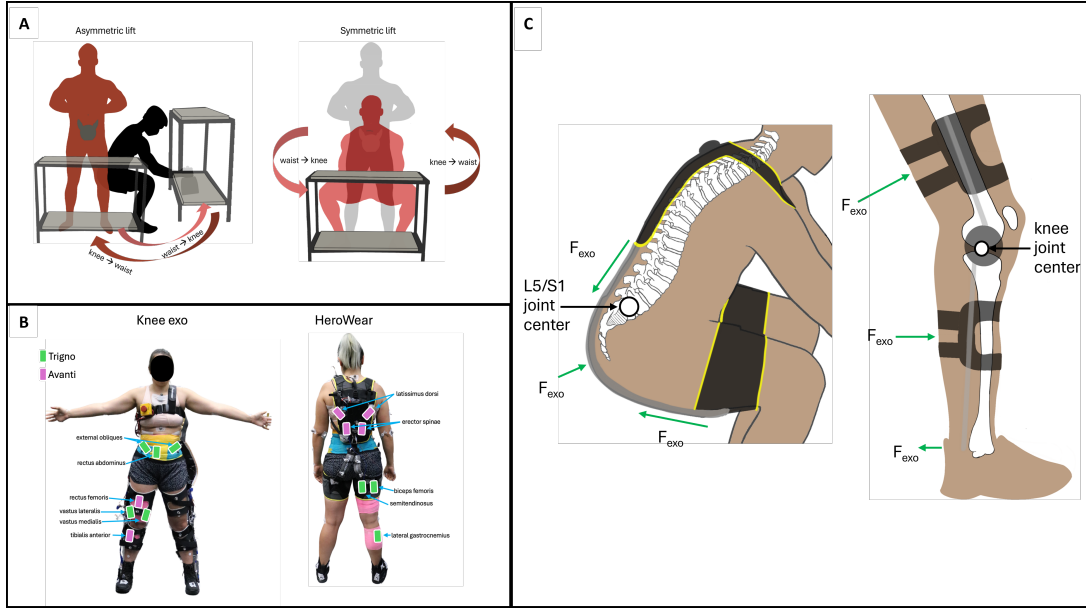 A
Asymmetric lift
Symmetric lift
waist → knee
knee → waist
waist → knee
knee → waist
B
Knee exo
HeroWear
Trigno
Avanti
external obliques
rectus abdominus
rectus femoris
vastus lateralis
vastus medialis
tibialis anterior
latissimus dorsi
erector spinae
biceps femoris
semitendinosus
lateral gastrocnemius
C
Fexo
L5/S1
joint
center
Fexo
Fexo
Fexo
knee
joint
center
Fexo
Fexo